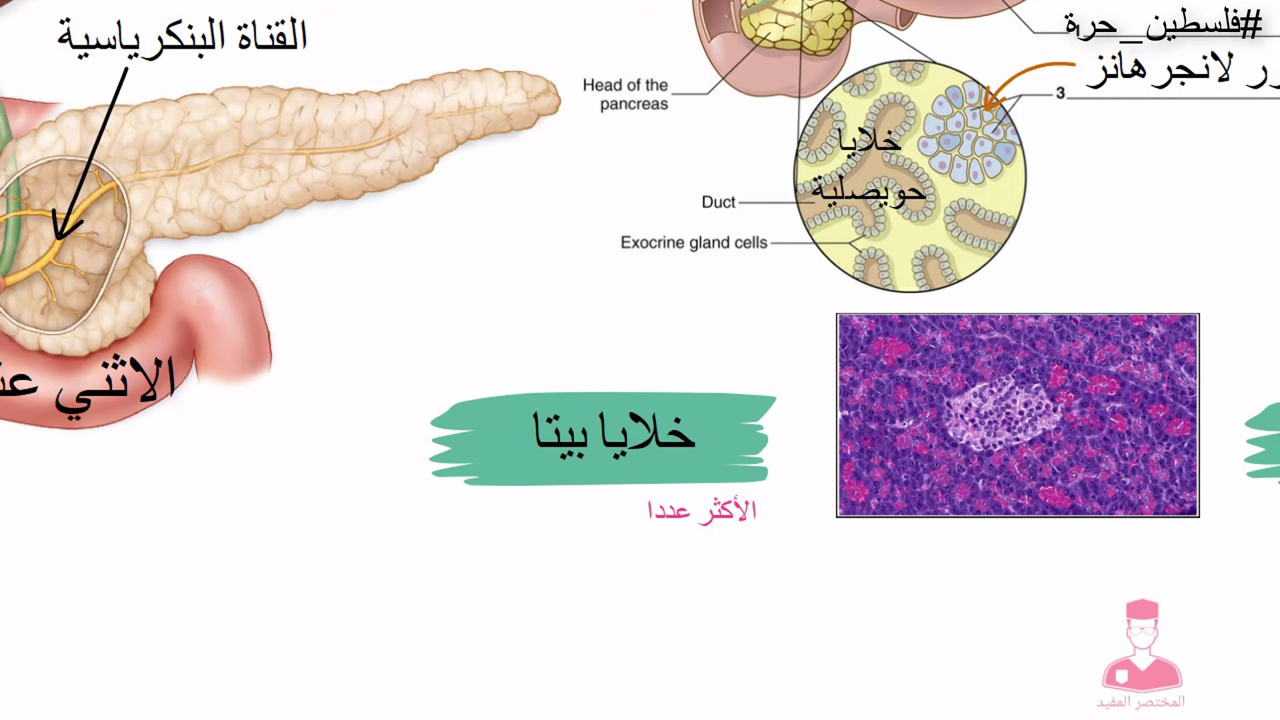 القناة البنكرياسية
#فلسطين_حرة
Head of the
pancreas
لانجرهانز
3
خلايا
حويصلية
Duct
Exocrine gland cells
الاثني
خلايا بيتا
الأكثر عددا
المختصر المفيد